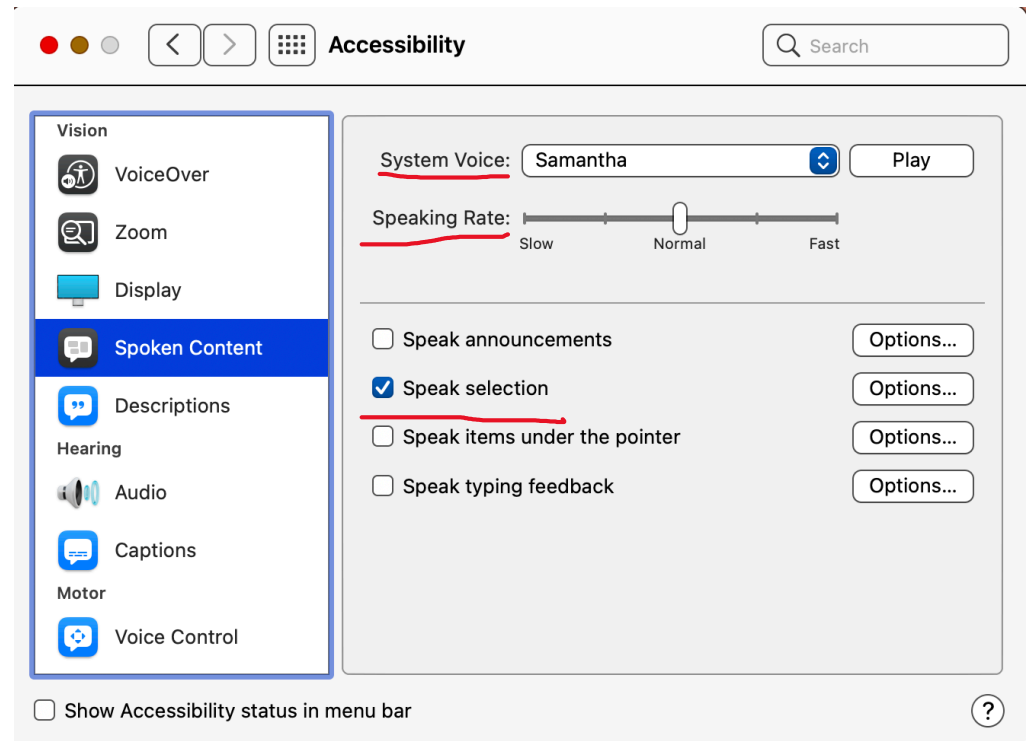 Accessibility
Search
Vision
VoiceOver
Zoom
Display
Spoken Content
Descriptions
Hearing
Audio
Captions
Motor
Voice Control
System Voice: Samantha Play
Speaking Rate:
Slow Normal Fast
Speak announcements Options...
Speak selection Options...
Speak items under the pointer Options...
Speak typing feedback Options...
Show Accessibility status in menu bar ?